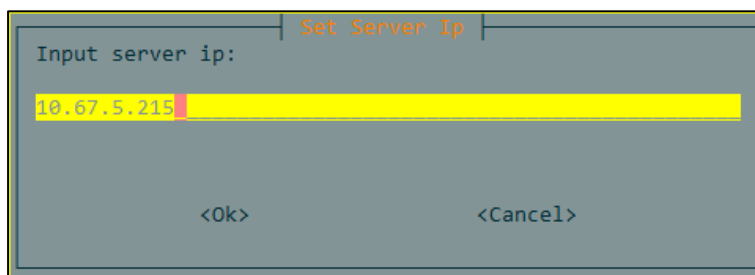 Set Server Ip
Input server ip:
10.67.5.215
<Ok> <Cancel>